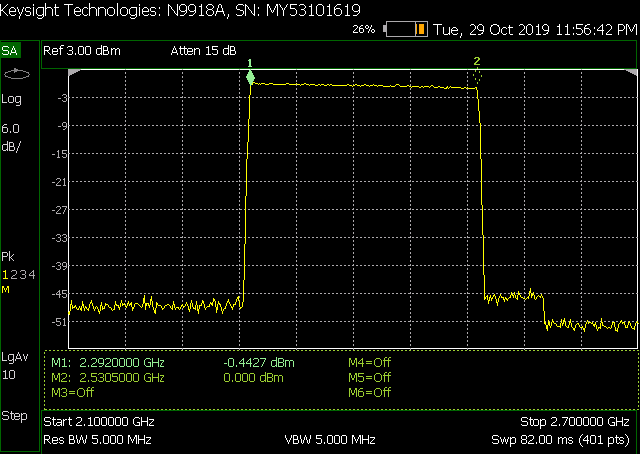 Keysight Technologies: N9918A, SN: MY53101619
26% Tue, 29 Oct 2019 11:56:42 PM
SA Ref 3.00 dBm Atten 15 dB
1 2
Log
-3
6.0
dB/
-9
-15
-21
-27
-33
-39
-45
-51
Pk
1 2 3 4
M
LgAv
10
Step
M1: 2.2920000 GHz -0.4427 dBm M4=Off
M2: 2.5305000 GHz 0.000 dBm M5=Off
M3=Off M6=Off
Start 2.100000 GHz Stop 2.700000 GHz
Res BW 5.000 MHz VBW 5.000 MHz Swp 82.00 ms (401 pts)